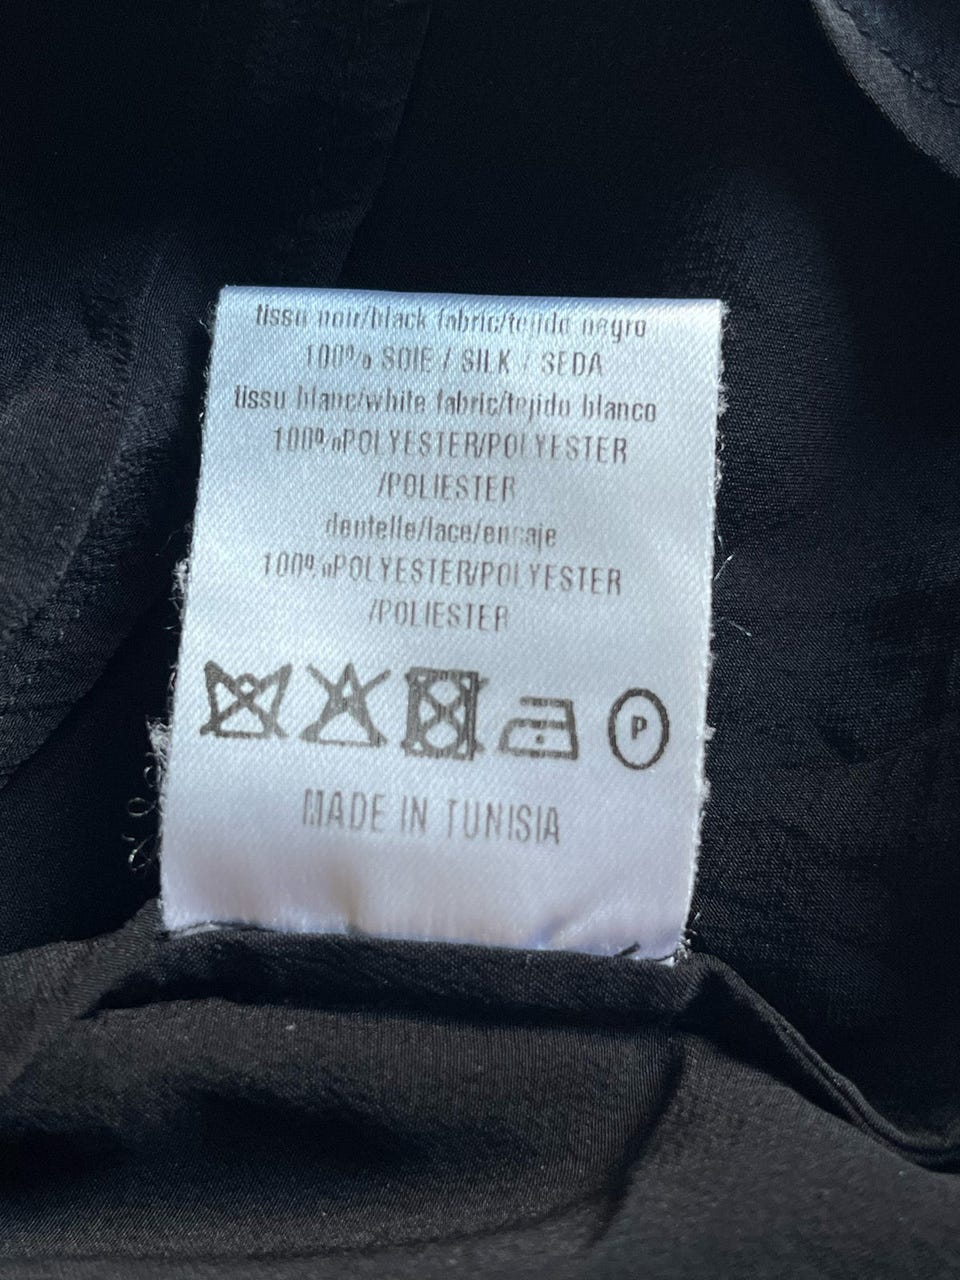 tissu noir/black fabric/tejido negro
100% SOIE / SILK / SEDA
tissu blanc/white fabric/tejido blanco
100%POLYESTER/POLYESTER
/POLIESTER
dentelle/lace/encaje
100%POLYESTER/POLYESTER
/POLIESTER
P
MADE IN TUNISIA